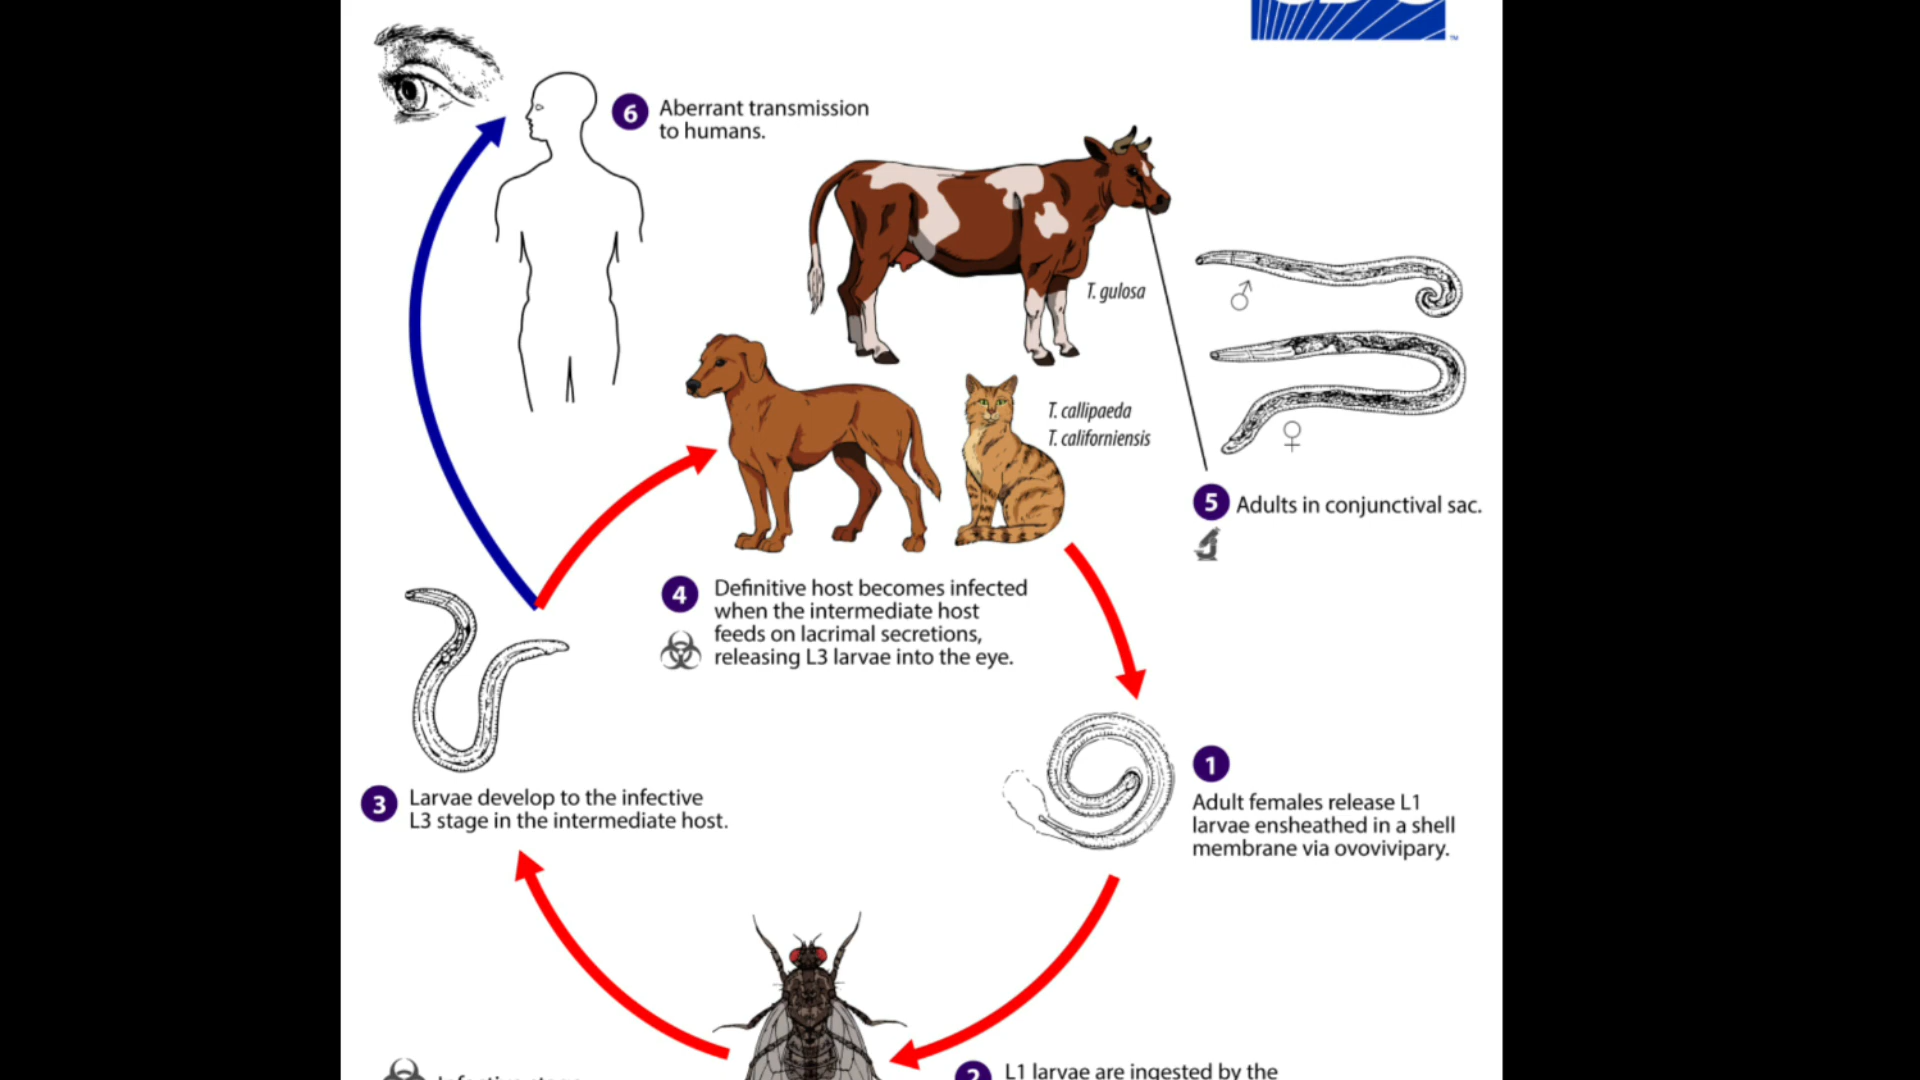 6 Aberrant transmission
to humans.
T. gulosa
♂
T. callipaeda
T. californiensis
♀
5 Adults in conjunctival sac.
4 Definitive host becomes infected
when the intermediate host
feeds on lacrimal secretions,
releasing L3 larvae into the eye.
1
Adult females release L1
larvae ensheathed in a shell
membrane via ovovivipary.
3 Larvae develop to the infective
L3 stage in the intermediate host.
2 L1 larvae are ingested by the
Infective stage